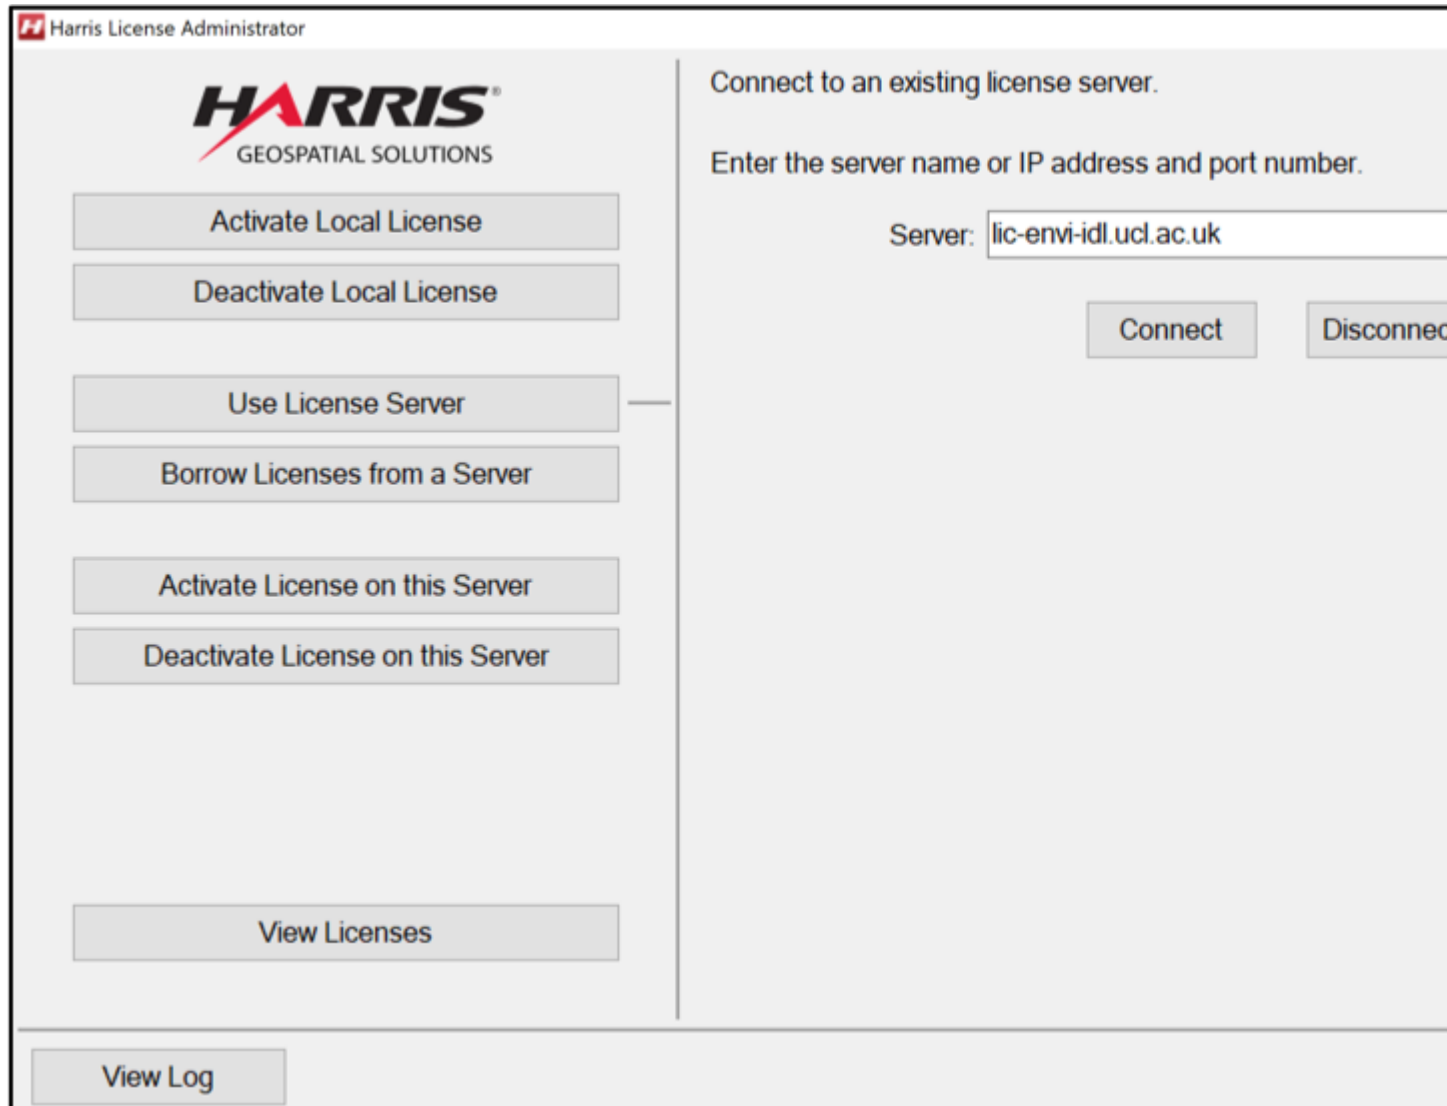 Harris License Administrator
HARRIS®
GEOSPATIAL SOLUTIONS
Activate Local License
Deactivate Local License
Use License Server
Borrow Licenses from a Server
Activate License on this Server
Deactivate License on this Server
View Licenses
View Log
Connect to an existing license server.
Enter the server name or IP address and port number.
Server: lic-envi-idl.ucl.ac.uk
Connect Disconnec